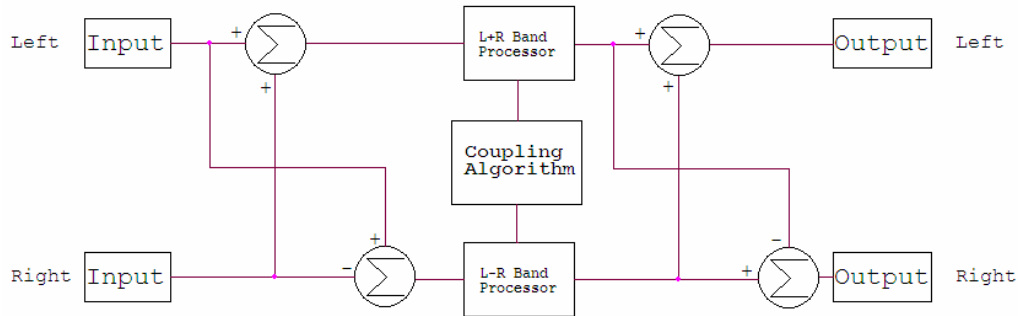 Left
Input
+
+
L+R Band
Processor
+
+
Output
Left
Coupling
Algorithm
Right
Input
+
-
L-R Band
Processor
-
+
Output
Right